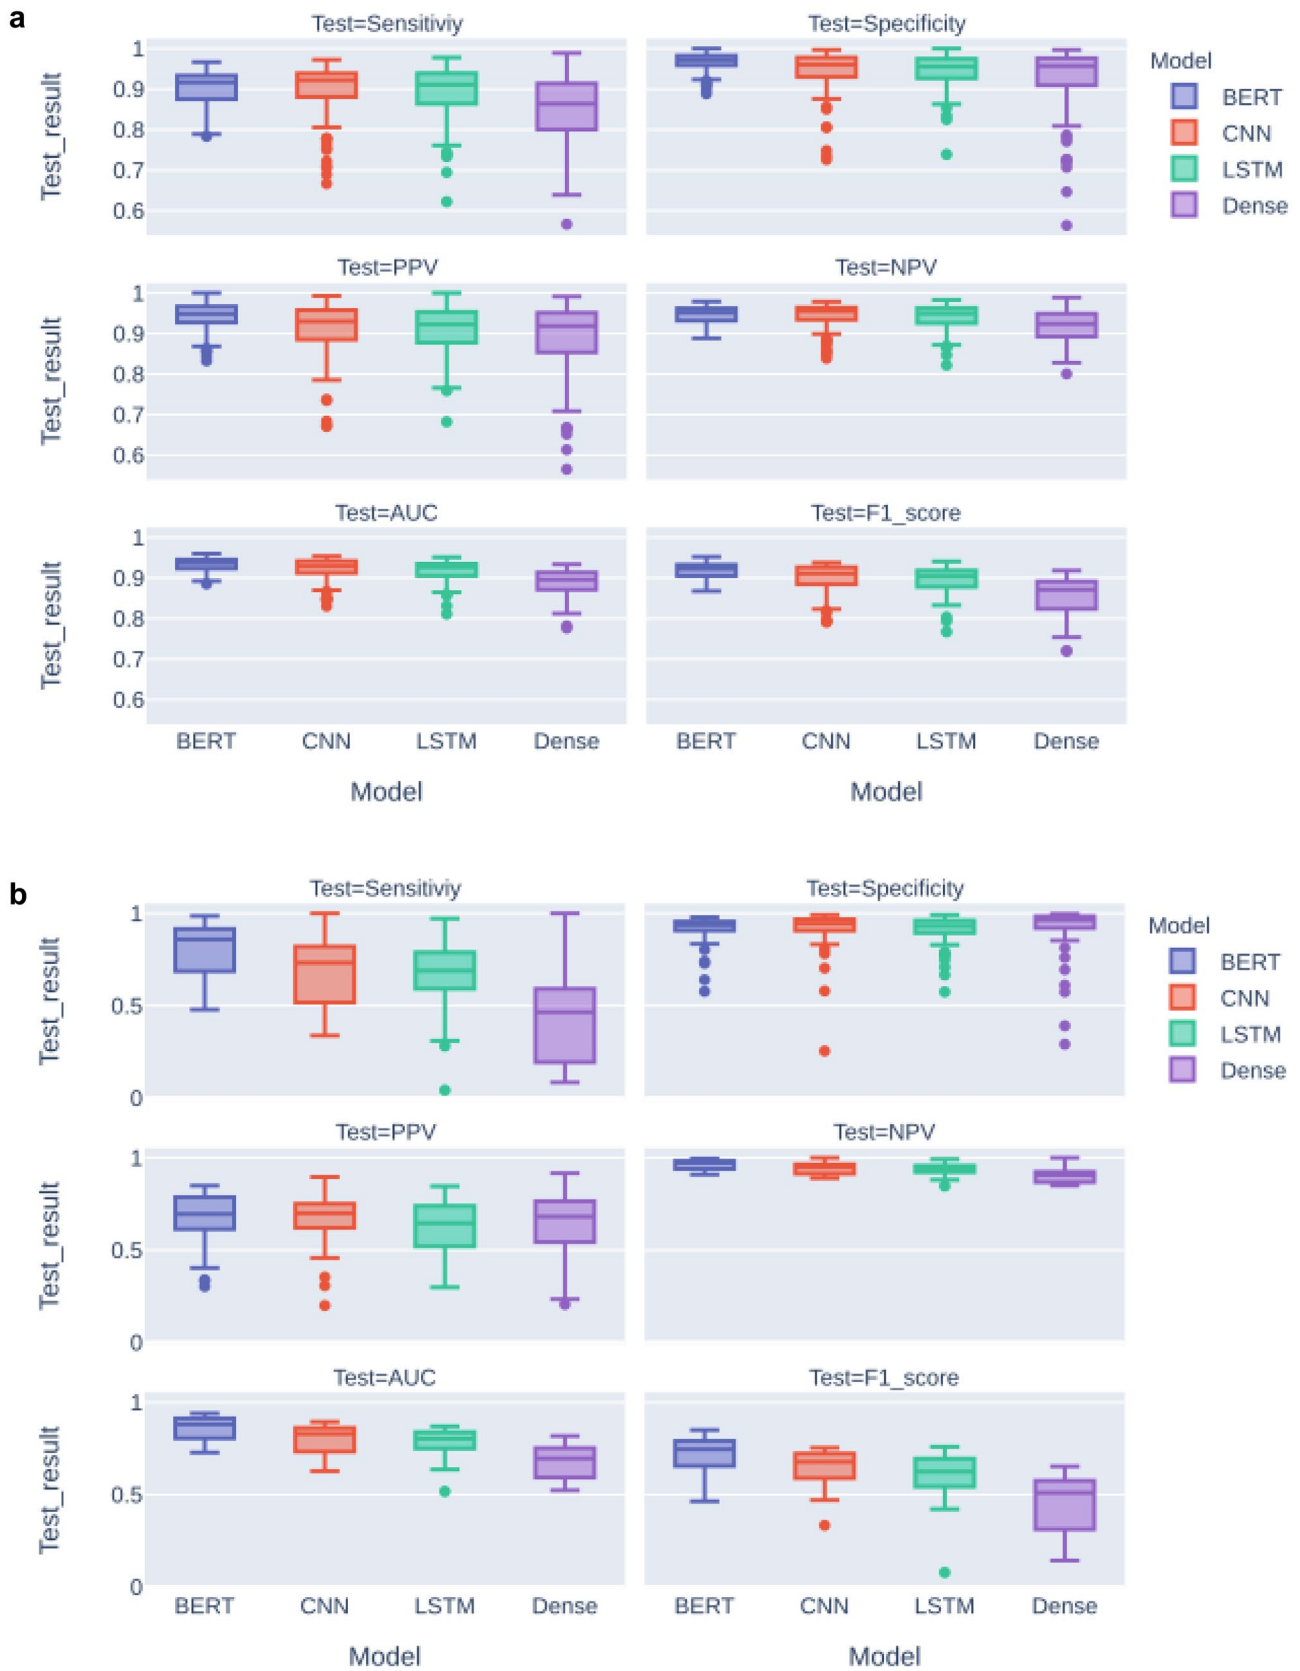 a
Test=Sensitiviy
Test=Specificity
Test_result
1
0.9
0.8
0.7
0.6
Model
BERT
CNN
LSTM
Dense
Test=PPV
Test=NPV
Test_result
1
0.9
0.8
0.7
0.6
Test=AUC
Test=F1_score
Test_result
1
0.9
0.8
0.7
0.6
BERT CNN LSTM Dense BERT CNN LSTM Dense
Model Model
b
Test=Sensitiviy
Test=Specificity
Test_result
1
0.5
0
Model
BERT
CNN
LSTM
Dense
Test=PPV
Test=NPV
Test_result
1
0.5
0
Test=AUC
Test=F1_score
Test_result
1
0.5
0
BERT CNN LSTM Dense BERT CNN LSTM Dense
Model Model